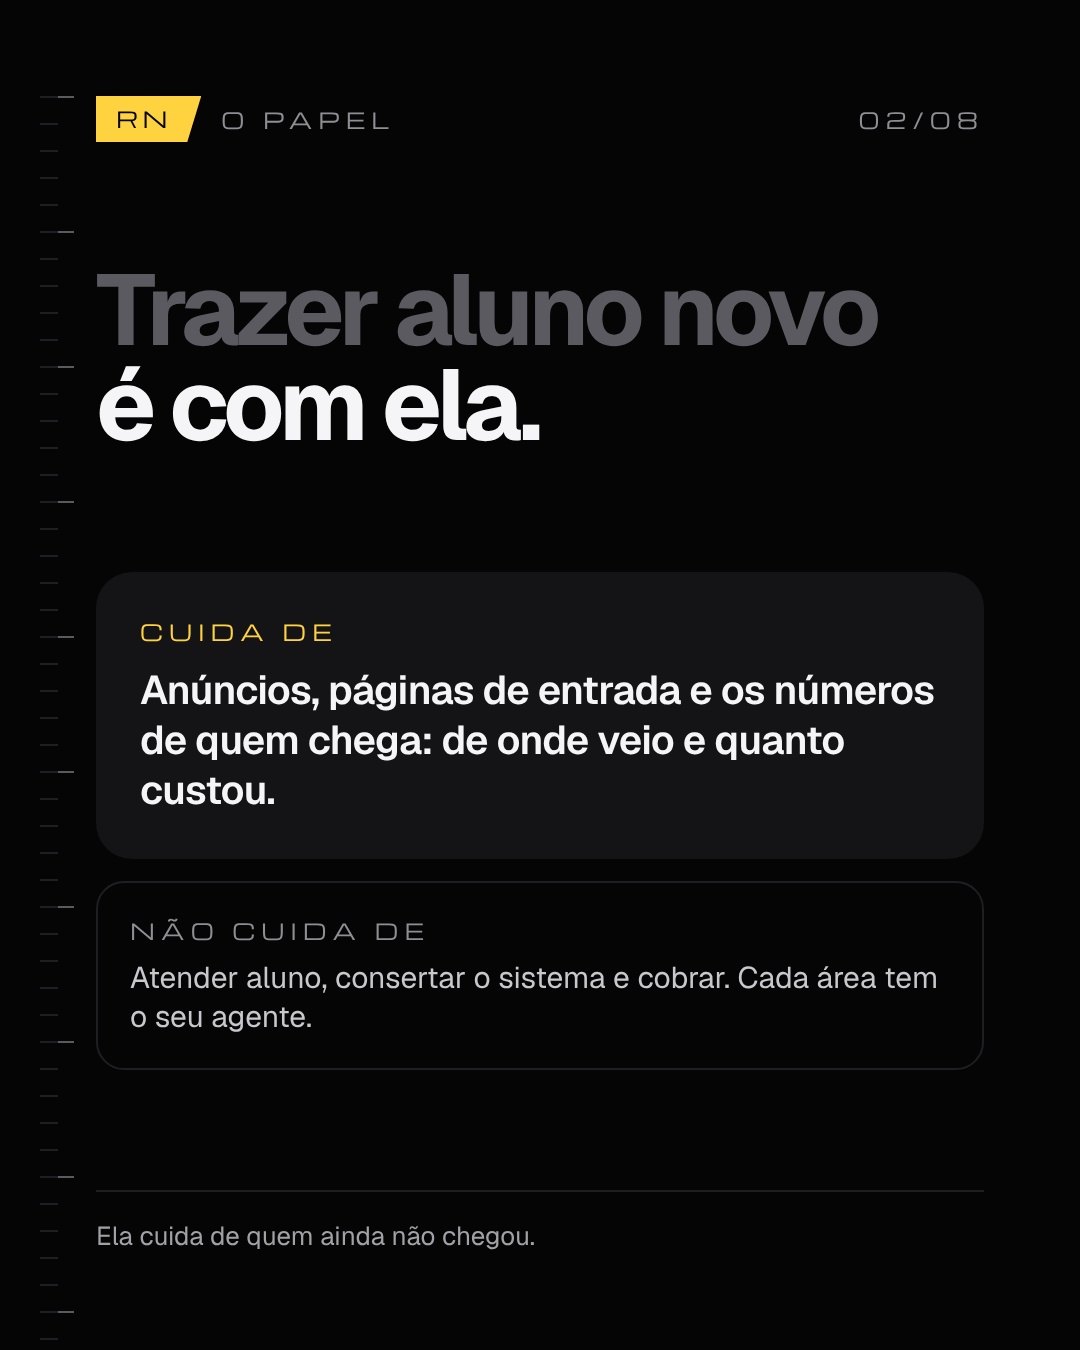 RN O PAPEL 02/08
Trazer aluno novo
é com ela.
CUIDA DE
Anúncios, páginas de entrada e os números
de quem chega: de onde veio e quanto
custou.
NÃO CUIDA DE
Atender aluno, consertar o sistema e cobrar. Cada área tem
o seu agente.
Ela cuida de quem ainda não chegou.